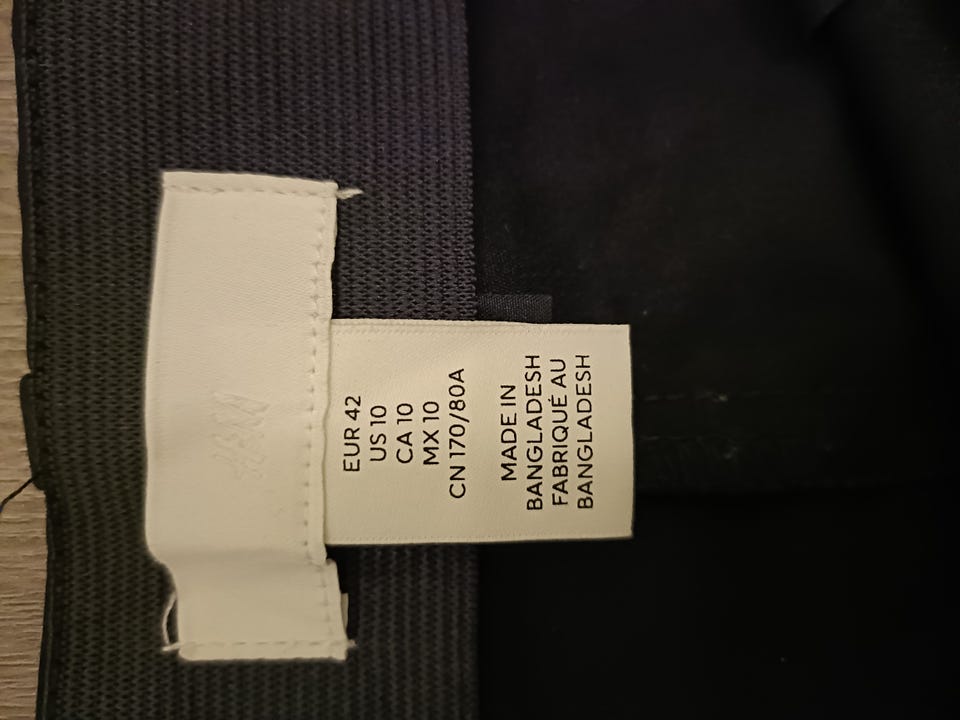 H&M
EUR 42
US 10
CA 10
MX 10
CN 170/80A
MADE IN
BANGLADESH
FABRIQUÉ AU
BANGLADESH